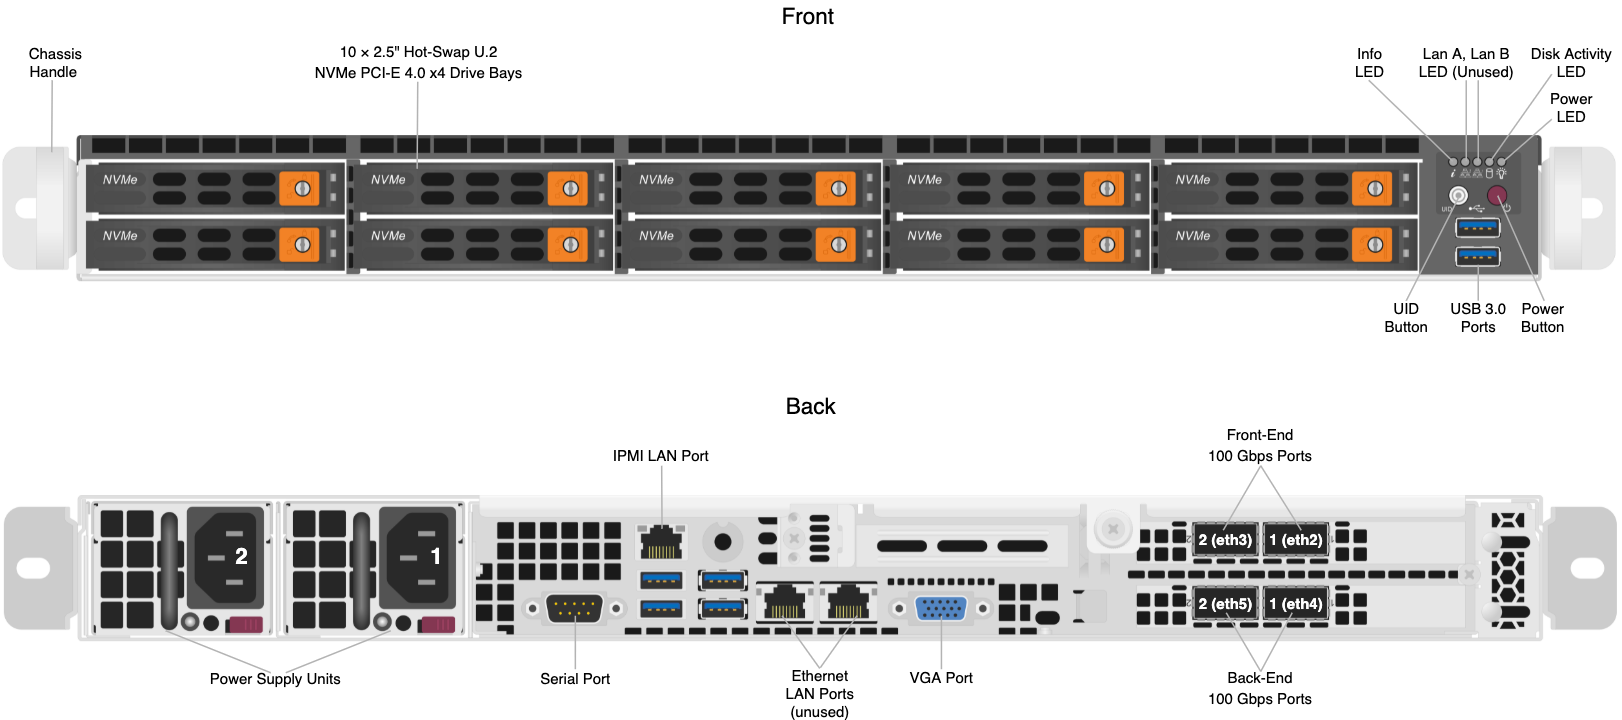 Front
Chassis
Handle
10 × 2.5" Hot-Swap U.2
NVMe PCI-E 4.0 x4 Drive Bays
Info
LED
Lan A, Lan B
LED (Unused)
Disk Activity
LED
Power
LED
NVMe
NVMe
NVMe
NVMe
NVMe
NVMe
NVMe
NVMe
NVMe
NVMe
i
UID
UID
Button
USB 3.0
Ports
Power
Button
Back
IPMI LAN Port
Front-End
100 Gbps Ports
2
1
2 (eth3)
1 (eth2)
2 (eth5)
1 (eth4)
Power Supply Units
Serial Port
Ethernet
LAN Ports
(unused)
VGA Port
Back-End
100 Gbps Ports